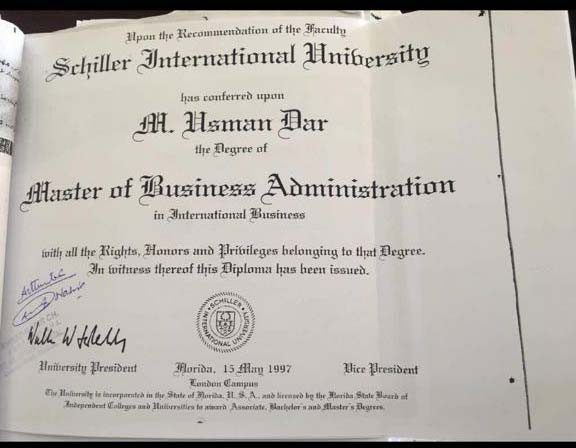 Upon the Recommendation of the Faculty
Schiller International University
has conferred upon
M. Usman Dar
the Degree of
Master of Business Administration
in International Business
with all the Rights, Honors and Privileges belonging to that Degree.
In witness thereof this Diploma has been issued.
Attested
SCHILLER
INTERNATIONAL UNIVERSITY
University President
Florida, 15 May 1997
Vice President
London Campus
The University is incorporated in the State of Florida, U. S. A., and licensed by the Florida State Board of
Independent Colleges and Universities to award Associate, Bachelor's and Master's Degrees.